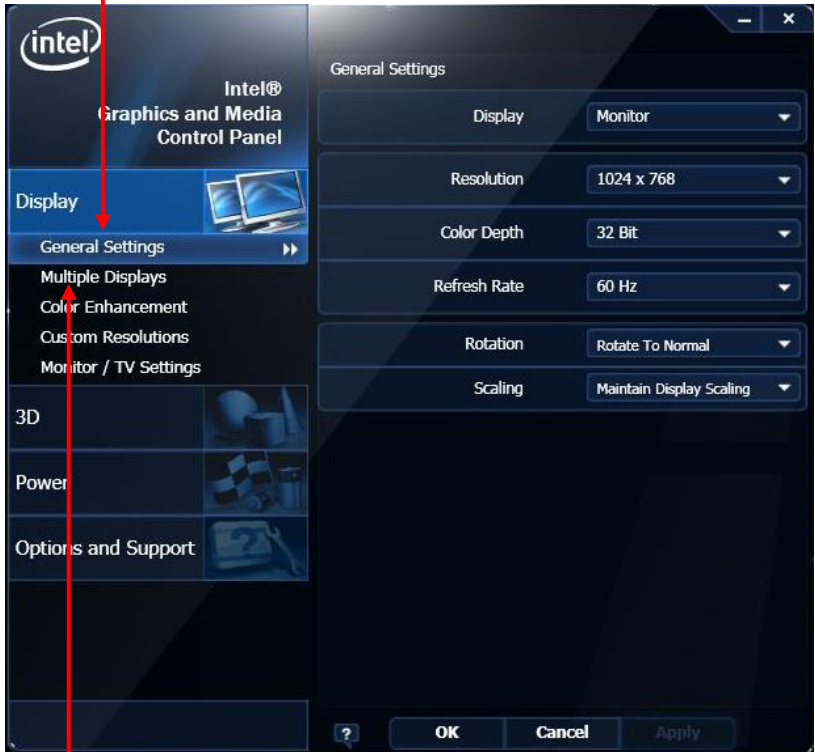 intel
Intel®
Graphics and Media
Control Panel
Display
General Settings
Multiple Displays
Color Enhancement
Custom Resolutions
Monitor / TV Settings
3D
Power
Options and Support
General Settings
Display Monitor
Resolution 1024 x 768
Color Depth 32 Bit
Refresh Rate 60 Hz
Rotation Rotate To Normal
Scaling Maintain Display Scaling
? OK Cancel Apply